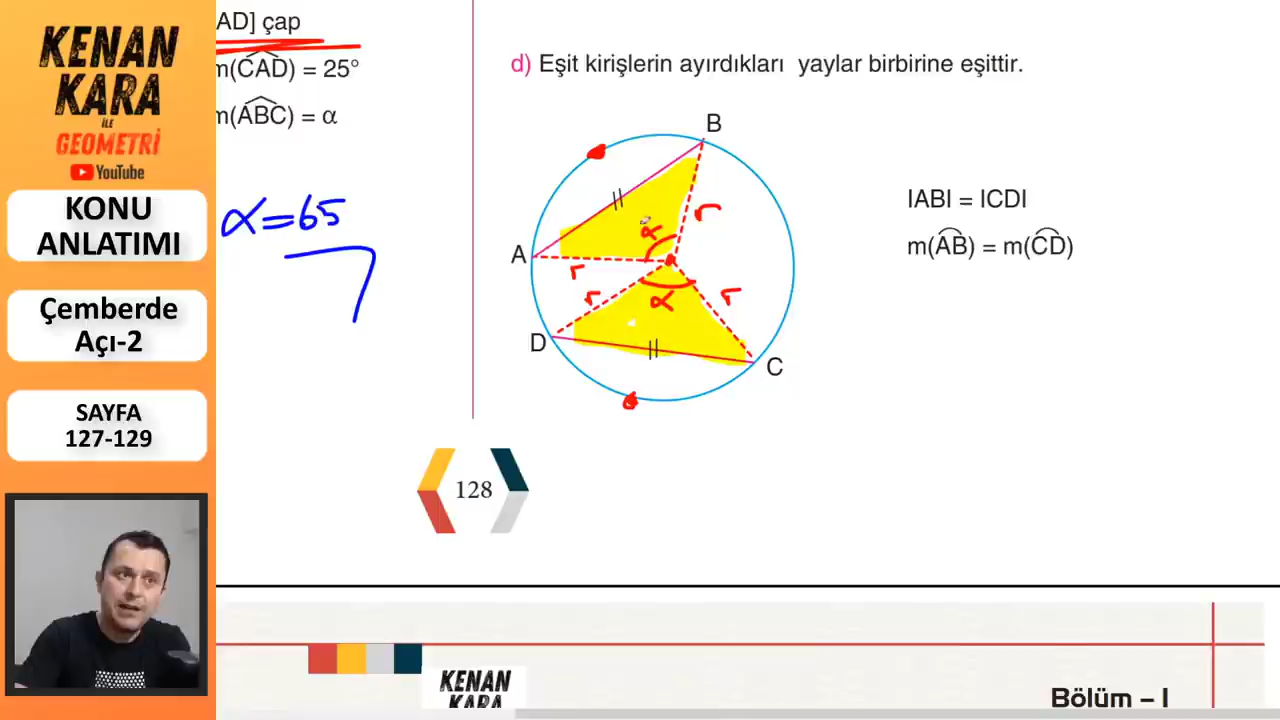 KENAN
KARA
İLE
GEOMETRİ
YouTube
KONU
ANLATIMI
Çemberde
Açı-2
SAYFA
127-129
AD] çap
m(CAD) = 25°
m(ABC) = α
α=65
d) Eşit kirişlerin ayırdıkları yaylar birbirine eşittir.
B
A
D
C
r
α
r
r
α
r
IABI = ICDI
m(AB) = m(CD)
128
KENAN
KARA
Bölüm – I